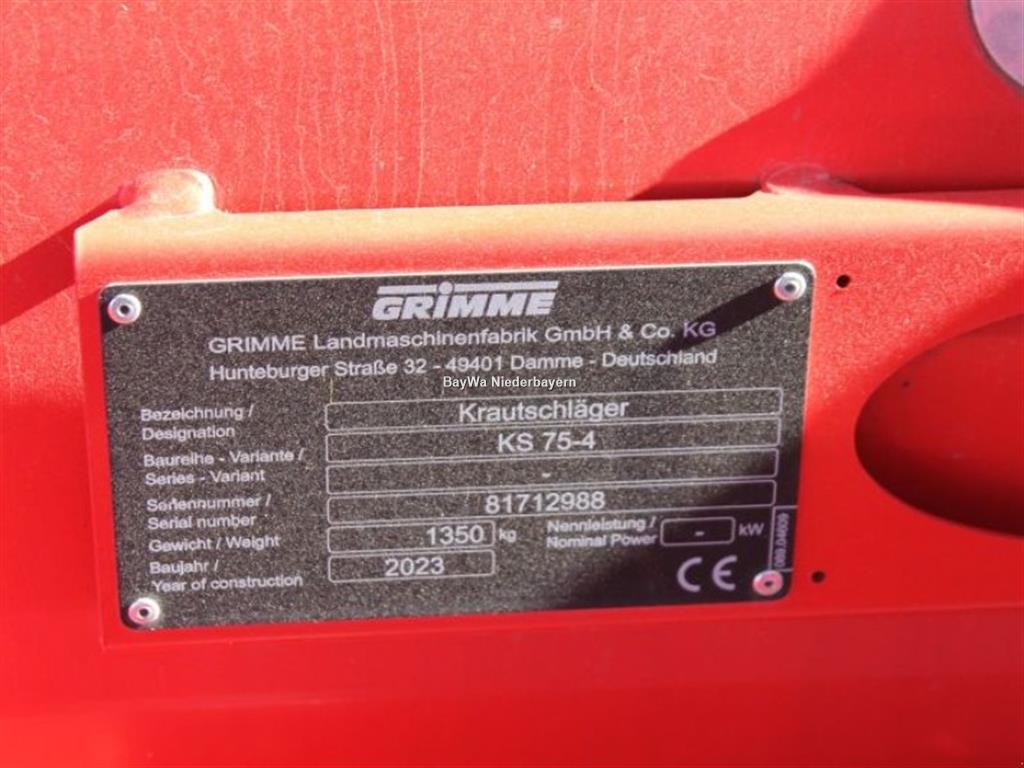 GRIMME
GRIMME Landmaschinenfabrik GmbH & Co. KG
Hunteburger Straße 32 - 49401 Damme - Deutschland
BayWa Niederbayern
Bezeichnung / Krautschläger
Designation
KS 75-4
Baureihe - Variante /
Series - Variant -
Seriennummer / 81712988
Serial number
Gewicht / Weight 1350 kg
Nennleistung / - kW
Nominal Power
Baujahr / 2023
Year of construction
CE
089.04609